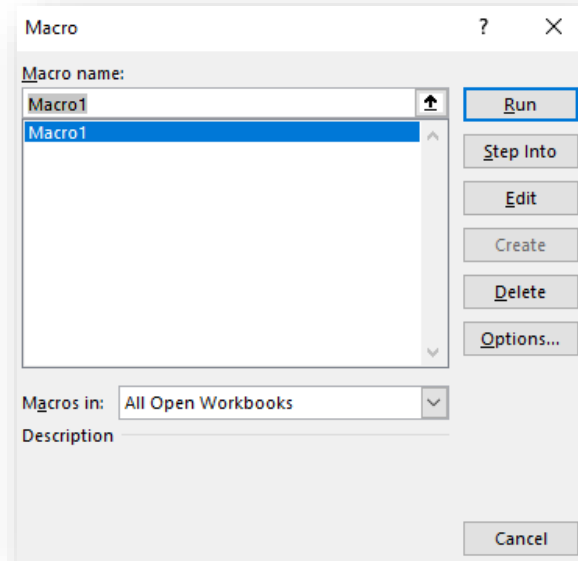 Macro
?
Macro name:
Macro1
Macro1
Run
Step Into
Edit
Create
Delete
Options...
Macros in: All Open Workbooks
Description
Cancel